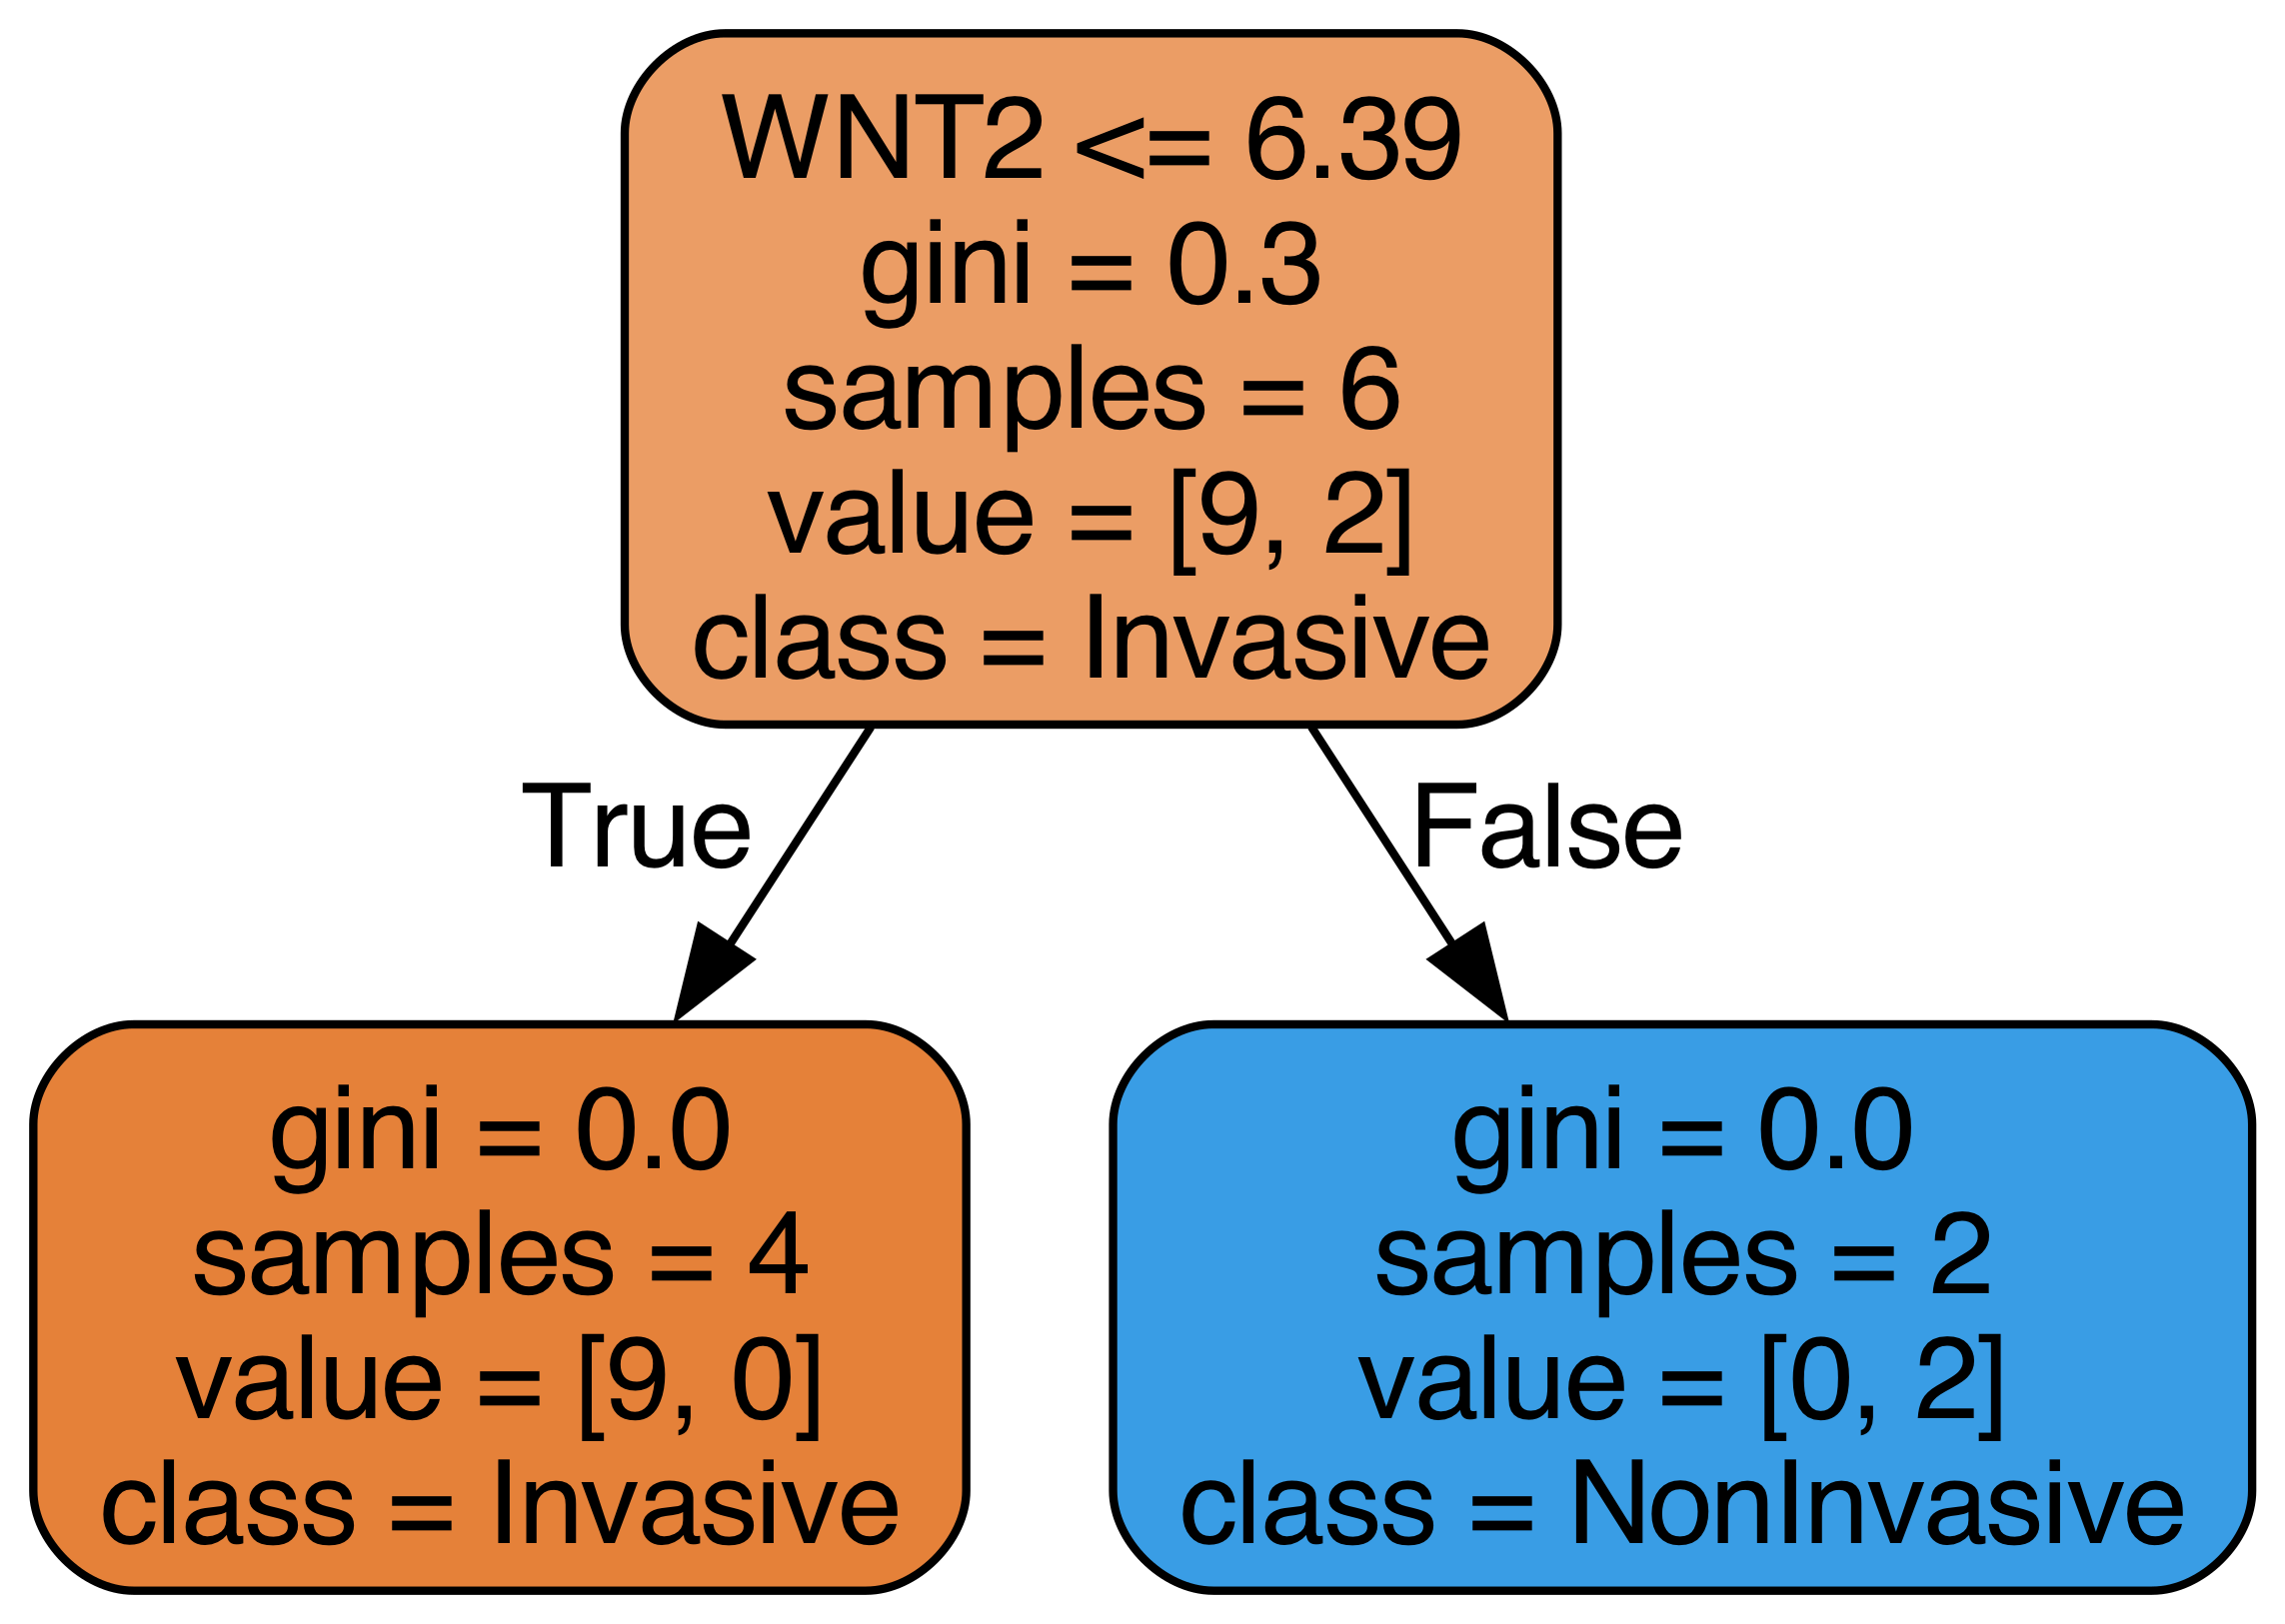 WNT2 <= 6.39
gini = 0.3
samples = 6
value = [9, 2]
class = Invasive
True
False
gini = 0.0
samples = 4
value = [9, 0]
class = Invasive
gini = 0.0
samples = 2
value = [0, 2]
class = NonInvasive